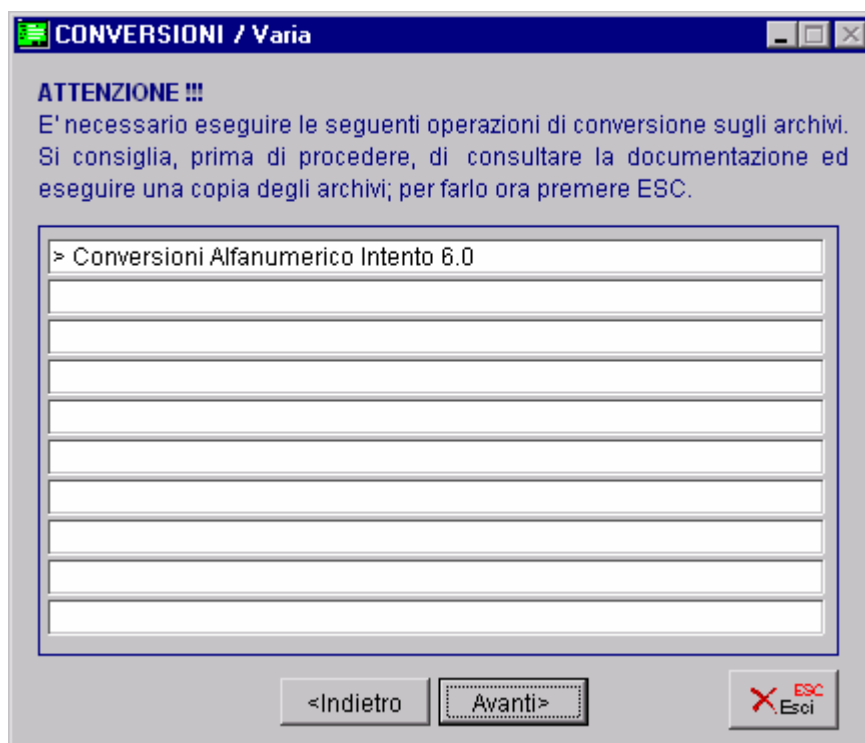 CONVERSIONI / Varia
ATTENZIONE !!!
E' necessario eseguire le seguenti operazioni di conversione sugli archivi.
Si consiglia, prima di procedere, di consultare la documentazione ed
eseguire una copia degli archivi; per farlo ora premere ESC.
> Conversioni Alfanumerico Intento 6.0
<Indietro
Avanti>
ESC
Esci